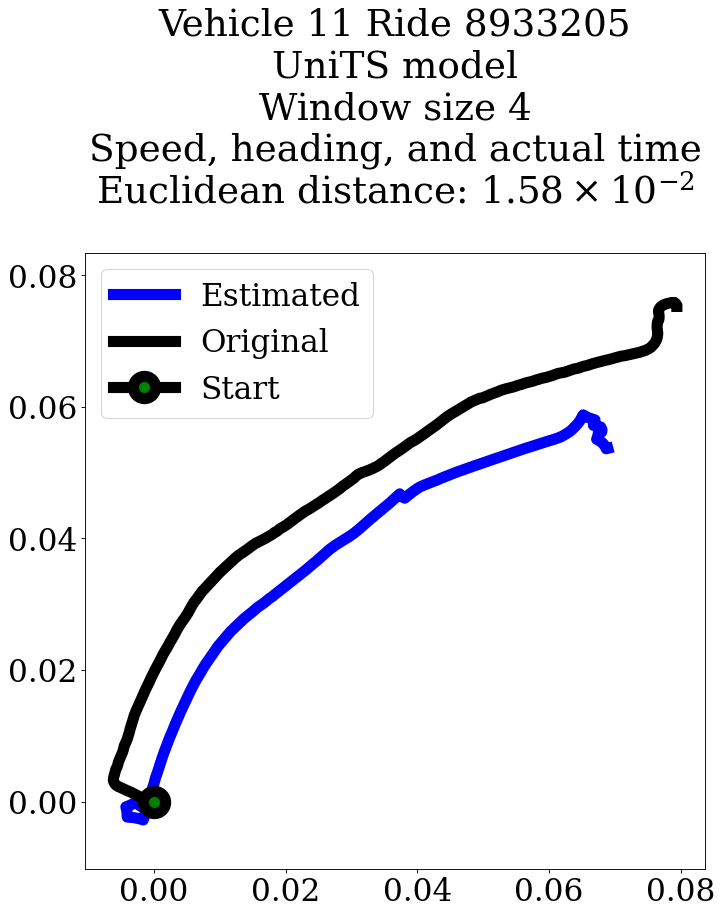 Vehicle 11 Ride 8933205
UniTS model
Window size 4
Speed, heading, and actual time
Euclidean distance: 1.58 × 10⁻²
0.08
0.06
0.04
0.02
0.00
Estimated
Original
Start
0.00 0.02 0.04 0.06 0.08